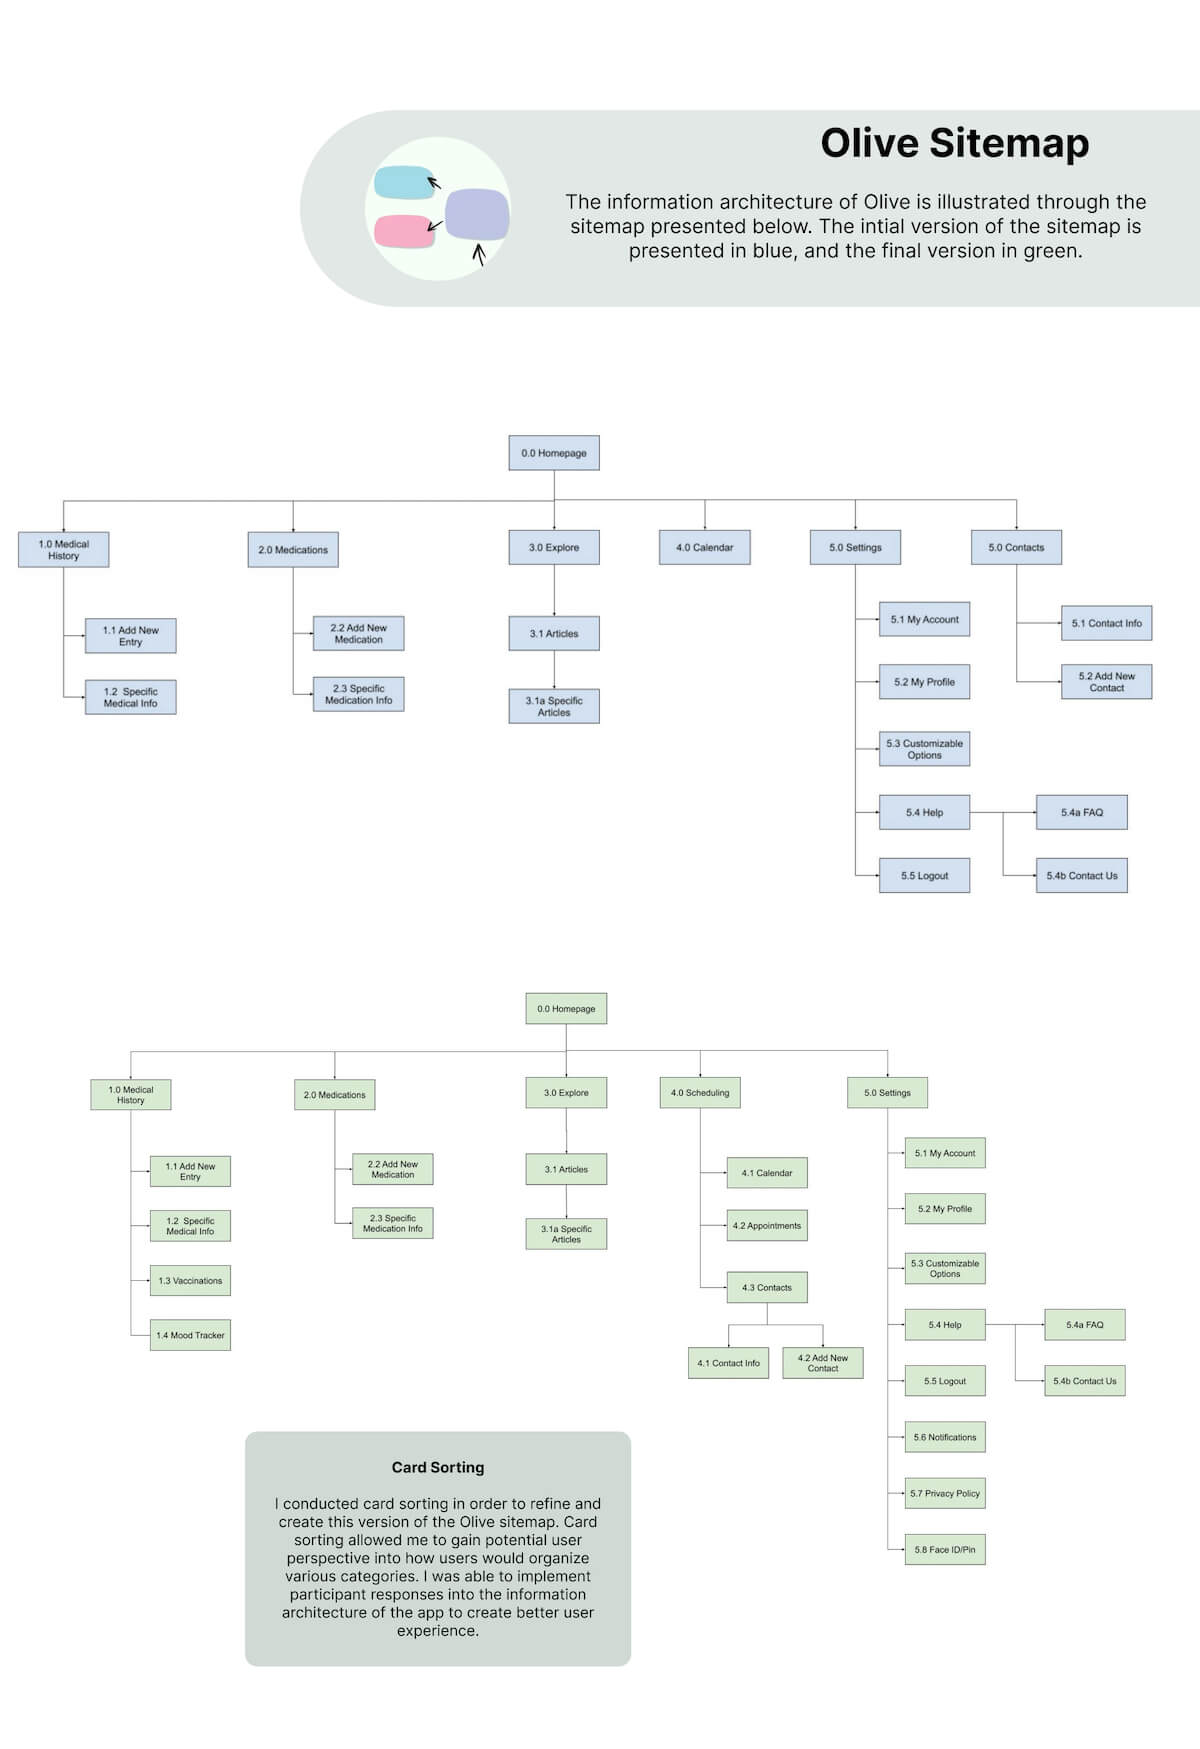 Olive Sitemap
The information architecture of Olive is illustrated through the
sitemap presented below. The intial version of the sitemap is
presented in blue, and the final version in green.
0.0 Homepage
1.0 Medical
History
2.0 Medications
3.0 Explore
4.0 Calendar
5.0 Settings
5.0 Contacts
1.1 Add New
Entry
1.2 Specific
Medical Info
2.2 Add New
Medication
2.3 Specific
Medication Info
3.1 Articles
3.1a Specific
Articles
5.1 My Account
5.2 My Profile
5.3 Customizable
Options
5.4 Help
5.4a FAQ
5.4b Contact Us
5.5 Logout
5.1 Contact Info
5.2 Add New
Contact
0.0 Homepage
1.0 Medical
History
2.0 Medications
3.0 Explore
4.0 Scheduling
5.0 Settings
1.1 Add New
Entry
1.2 Specific
Medical Info
1.3 Vaccinations
1.4 Mood Tracker
2.2 Add New
Medication
2.3 Specific
Medication Info
3.1 Articles
3.1a Specific
Articles
4.1 Calendar
4.2 Appointments
4.3 Contacts
4.1 Contact Info
4.2 Add New
Contact
5.1 My Account
5.2 My Profile
5.3 Customizable
Options
5.4 Help
5.4a FAQ
5.4b Contact Us
5.5 Logout
5.6 Notifications
5.7 Privacy Policy
5.8 Face ID/Pin
Card Sorting
I conducted card sorting in order to refine and
create this version of the Olive sitemap. Card
sorting allowed me to gain potential user
perspective into how users would organize
various categories. I was able to implement
participant responses into the information
architecture of the app to create better user
experience.